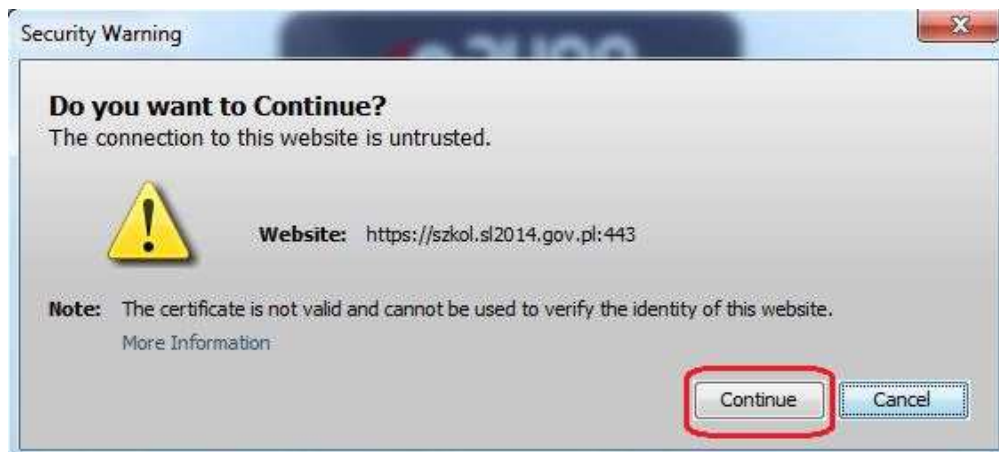 Security Warning
Do you want to Continue?
The connection to this website is untrusted.
Website: https://szkol.sl2014.gov.pl:443
Note: The certificate is not valid and cannot be used to verify the identity of this website.
More Information
Continue Cancel